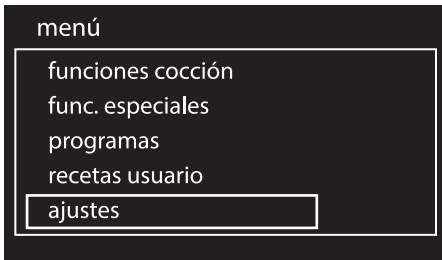 menú
funciones cocción
func. especiales
programas
recetas usuario
ajustes